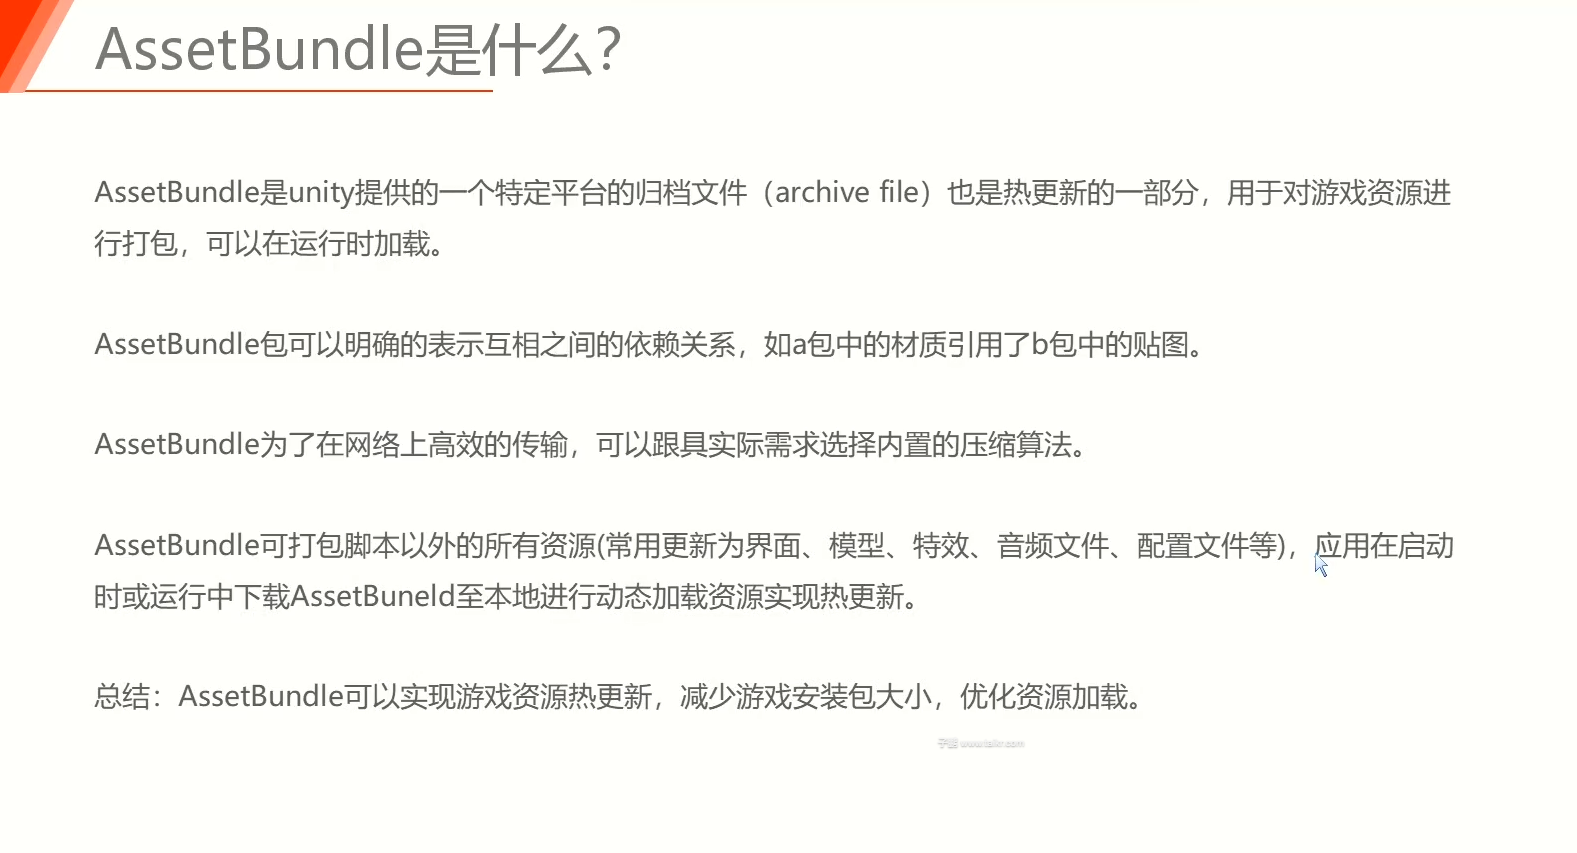 AssetBundle是什么？
AssetBundle是unity提供的一个特定平台的归档文件（archive file）也是热更新的一部分，用于对游戏资源进
行打包，可以在运行时加载。
AssetBundle包可以明确的表示互相之间的依赖关系，如a包中的材质引用了b包中的贴图。
AssetBundle为了在网络上高效的传输，可以跟具实际需求选择内置的压缩算法。
AssetBundle可打包脚本以外的所有资源(常用更新为界面、模型、特效、音频文件、配置文件等)，应用在启动
时或运行中下载AssetBuneld至本地进行动态加载资源实现热更新。
总结：AssetBundle可以实现游戏资源热更新，减少游戏安装包大小，优化资源加载。
www.taikr.com